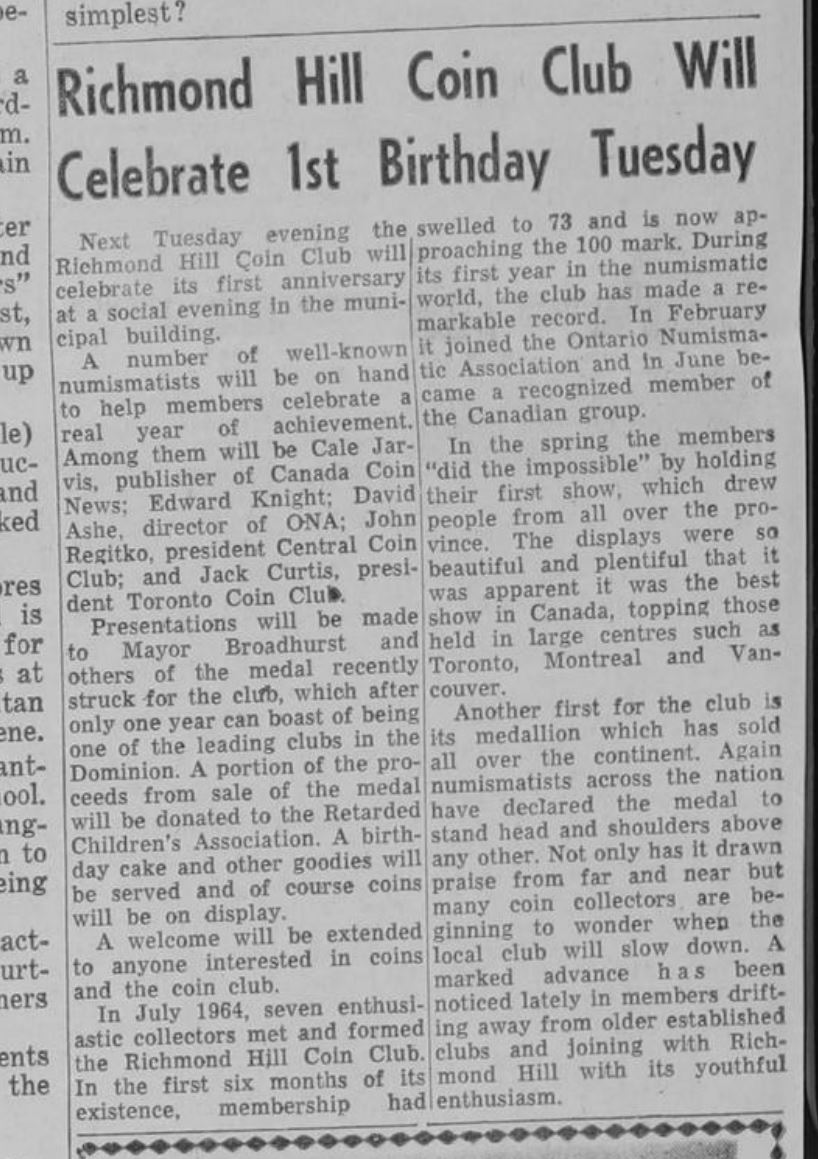 simplest?
Richmond Hill Coin Club Will
Celebrate 1st Birthday Tuesday
Next Tuesday evening the
Richmond Hill Coin Club will
celebrate its first anniversary
at a social evening in the muni-
cipal building.
A number of well-known
numismatists will be on hand
to help members celebrate a
real year of achievement.
Among them will be Cale Jar-
vis, publisher of Canada Coin
News; Edward Knight; David
Ashe, director of ONA; John
Regitko, president Central Coin
Club; and Jack Curtis, presi-
dent Toronto Coin Club.
Presentations will be made
to Mayor Broadhurst and
others of the medal recently
struck for the club, which after
only one year can boast of being
one of the leading clubs in the
Dominion. A portion of the pro-
ceeds from sale of the medal
will be donated to the Retarded
Children's Association. A birth-
day cake and other goodies will
be served and of course coins
will be on display.
A welcome will be extended
to anyone interested in coins
and the coin club.
In July 1964, seven enthusi-
astic collectors met and formed
the Richmond Hill Coin Club.
In the first six months of its
existence, membership had
swelled to 73 and is now ap-
proaching the 100 mark. During
its first year in the numismatic
world, the club has made a re-
markable record. In February
it joined the Ontario Numisma-
tic Association and in June be-
came a recognized member of
the Canadian group.
In the spring the members
"did the impossible" by holding
their first show, which drew
people from all over the pro-
vince. The displays were so
beautiful and plentiful that it
was apparent it was the best
show in Canada, topping those
held in large centres such as
Toronto, Montreal and Van-
couver.
Another first for the club is
its medallion which has sold
all over the continent. Again
numismatists across the nation
have declared the medal to
stand head and shoulders above
any other. Not only has it drawn
praise from far and near but
many coin collectors are be-
ginning to wonder when the
local club will slow down. A
marked advance has been
noticed lately in members drift-
ing away from older established
clubs and joining with Rich-
mond Hill with its youthful
enthusiasm.